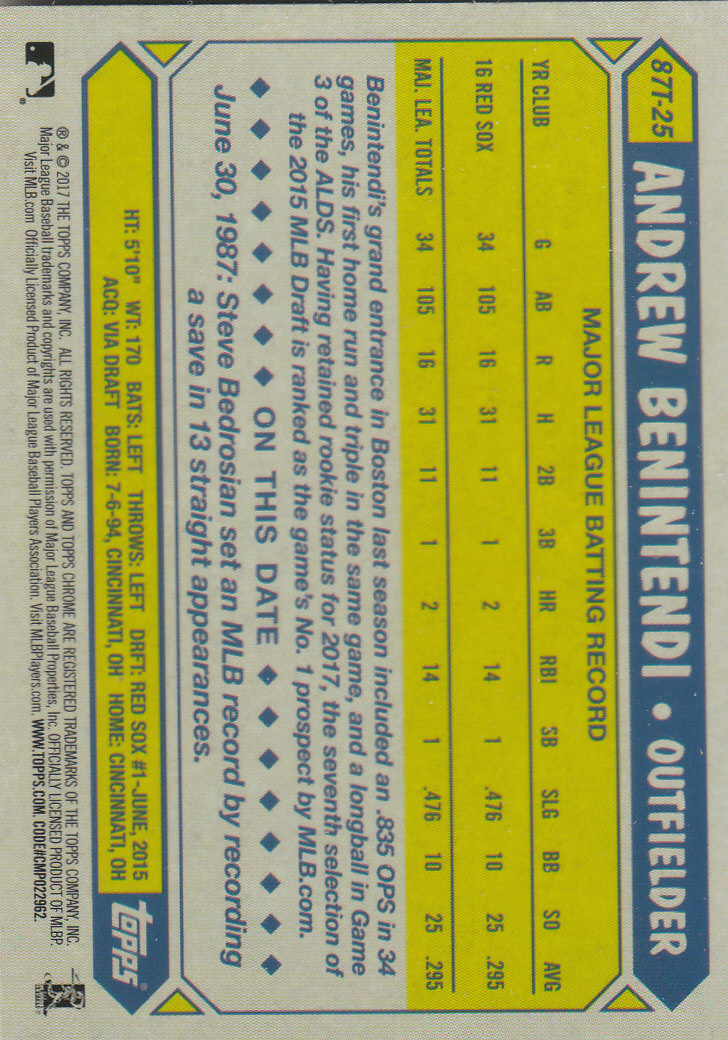 87T-25 ANDREW BENINTENDI • OUTFIELDER
MAJOR LEAGUE BATTING RECORD
YR CLUB G AB R H 2B 3B HR RBI SB SLG BB SO AVG
16 RED SOX 34 105 16 31 11 1 2 14 1 .476 10 25 .295
MAJ. LEA. TOTALS 34 105 16 31 11 1 2 14 1 .476 10 25 .295
Benintendi's grand entrance in Boston last season included an .835 OPS in 34
games, his first home run and triple in the same game, and a longball in Game
3 of the ALDS. Having retained rookie status for 2017, the seventh selection of
the 2015 MLB Draft is ranked as the game's No. 1 prospect by MLB.com.
◆ ◆ ◆ ◆ ◆ ◆ ◆ ◆ ON THIS DATE ◆ ◆ ◆ ◆ ◆ ◆ ◆ ◆
June 30, 1987: Steve Bedrosian set an MLB record by recording
a save in 13 straight appearances.
HT: 5'10" WT: 170 BATS: LEFT THROWS: LEFT DRFT: RED SOX #1-JUNE, 2015
ACQ: VIA DRAFT BORN: 7-6-94, CINCINNATI, OH HOME: CINCINNATI, OH
TOPPS®
® & © 2017 THE TOPPS COMPANY, INC. ALL RIGHTS RESERVED. TOPPS AND TOPPS CHROME ARE REGISTERED TRADEMARKS OF THE TOPPS COMPANY, INC.
Major League Baseball trademarks and copyrights are used with permission of Major League Baseball Properties, Inc. OFFICIALLY LICENSED PRODUCT OF MLBP.
Visit MLB.com Officially Licensed Product of Major League Baseball Players Association. Visit MLBPlayers.com. WWW.TOPPS.COM. CODE#CMP022962.